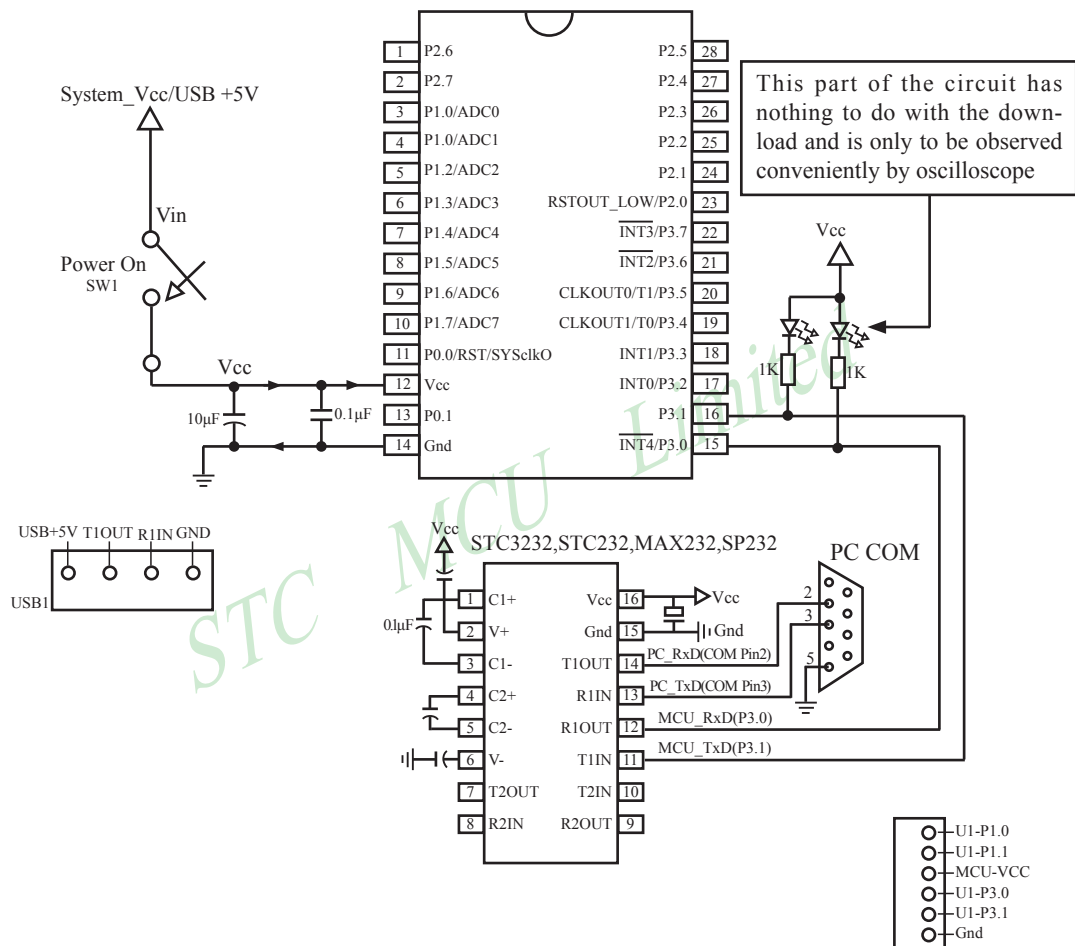 System_Vcc/USB +5V
Vin
Power On
SW1
Vcc
10μF
0.1μF
1 P2.6
2 P2.7
3 P1.0/ADC0
4 P1.0/ADC1
5 P1.2/ADC2
6 P1.3/ADC3
7 P1.4/ADC4
8 P1.5/ADC5
9 P1.6/ADC6
10 P1.7/ADC7
11 P0.0/RST/SYSclkO
12 Vcc
13 P0.1
14 Gnd
P2.5 28
P2.4 27
P2.3 26
P2.2 25
P2.1 24
RSTOUT_LOW/P2.0 23
INT3/P3.7 22
INT2/P3.6 21
CLKOUT0/T1/P3.5 20
CLKOUT1/T0/P3.4 19
INT1/P3.3 18
INT0/P3.2 17
P3.1 16
INT4/P3.0 15
This part of the circuit has
nothing to do with the down-
load and is only to be observed
conveniently by oscilloscope
Vcc
1K
1K
STC MCU Limited
USB+5V T1OUT R1IN GND
USB1
Vcc
STC3232,STC232,MAX232,SP232
0.1μF
1 C1+
2 V+
3 C1-
4 C2+
5 C2-
6 V-
7 T2OUT
8 R2IN
Vcc 16
Gnd 15
T1OUT 14
R1IN 13
R1OUT 12
T1IN 11
T2IN 10
R2OUT 9
Vcc
Gnd
PC_RxD(COM Pin2)
PC_TxD(COM Pin3)
MCU_RxD(P3.0)
MCU_TxD(P3.1)
PC COM
2
3
5
U1-P1.0
U1-P1.1
MCU-VCC
U1-P3.0
U1-P3.1
Gnd